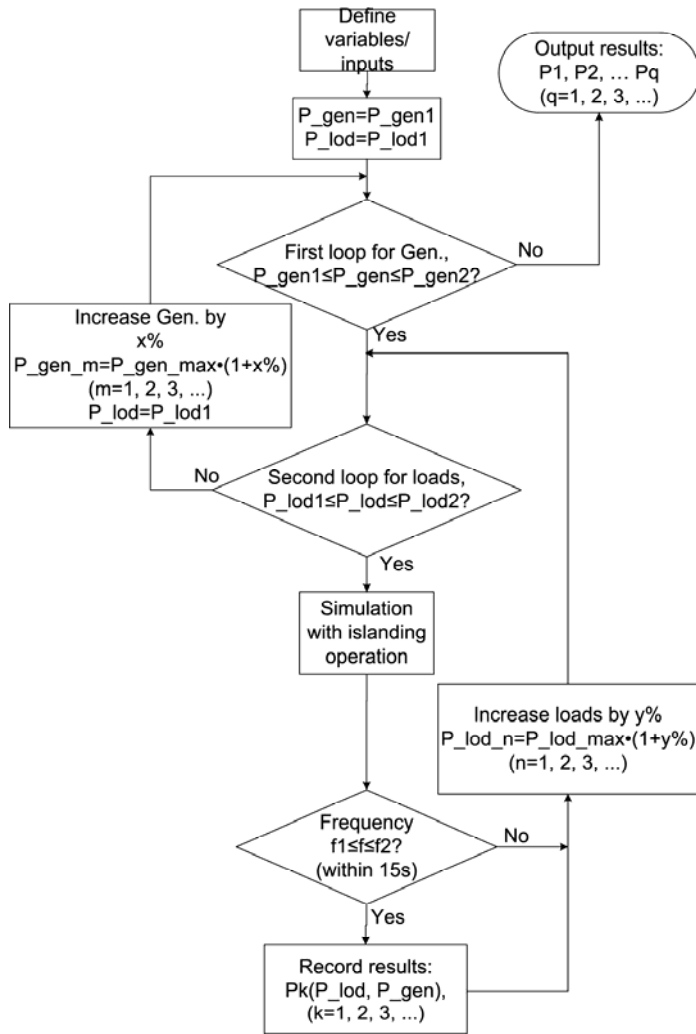 Define
variables/
inputs
Output results:
P1, P2, ... Pq
(q=1, 2, 3, ...)
P_gen=P_gen1
P_lod=P_lod1
First loop for Gen.,
P_gen1≤P_gen≤P_gen2?
No
Yes
Increase Gen. by
x%
P_gen_m=P_gen_max•(1+x%)
(m=1, 2, 3, ...)
P_lod=P_lod1
No
Second loop for loads,
P_lod1≤P_lod≤P_lod2?
Yes
Simulation
with islanding
operation
Increase loads by y%
P_lod_n=P_lod_max•(1+y%)
(n=1, 2, 3, ...)
Frequency
f1≤f≤f2?
(within 15s)
No
Yes
Record results:
Pk(P_lod, P_gen),
(k=1, 2, 3, ...)